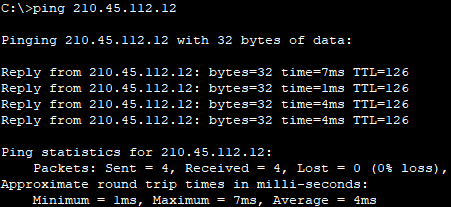 C:\>ping 210.45.112.12
Pinging 210.45.112.12 with 32 bytes of data:
Reply from 210.45.112.12: bytes=32 time=7ms TTL=126
Reply from 210.45.112.12: bytes=32 time=1ms TTL=126
Reply from 210.45.112.12: bytes=32 time=4ms TTL=126
Reply from 210.45.112.12: bytes=32 time=4ms TTL=126
Ping statistics for 210.45.112.12:
    Packets: Sent = 4, Received = 4, Lost = 0 (0% loss),
Approximate round trip times in milli-seconds:
    Minimum = 1ms, Maximum = 7ms, Average = 4ms